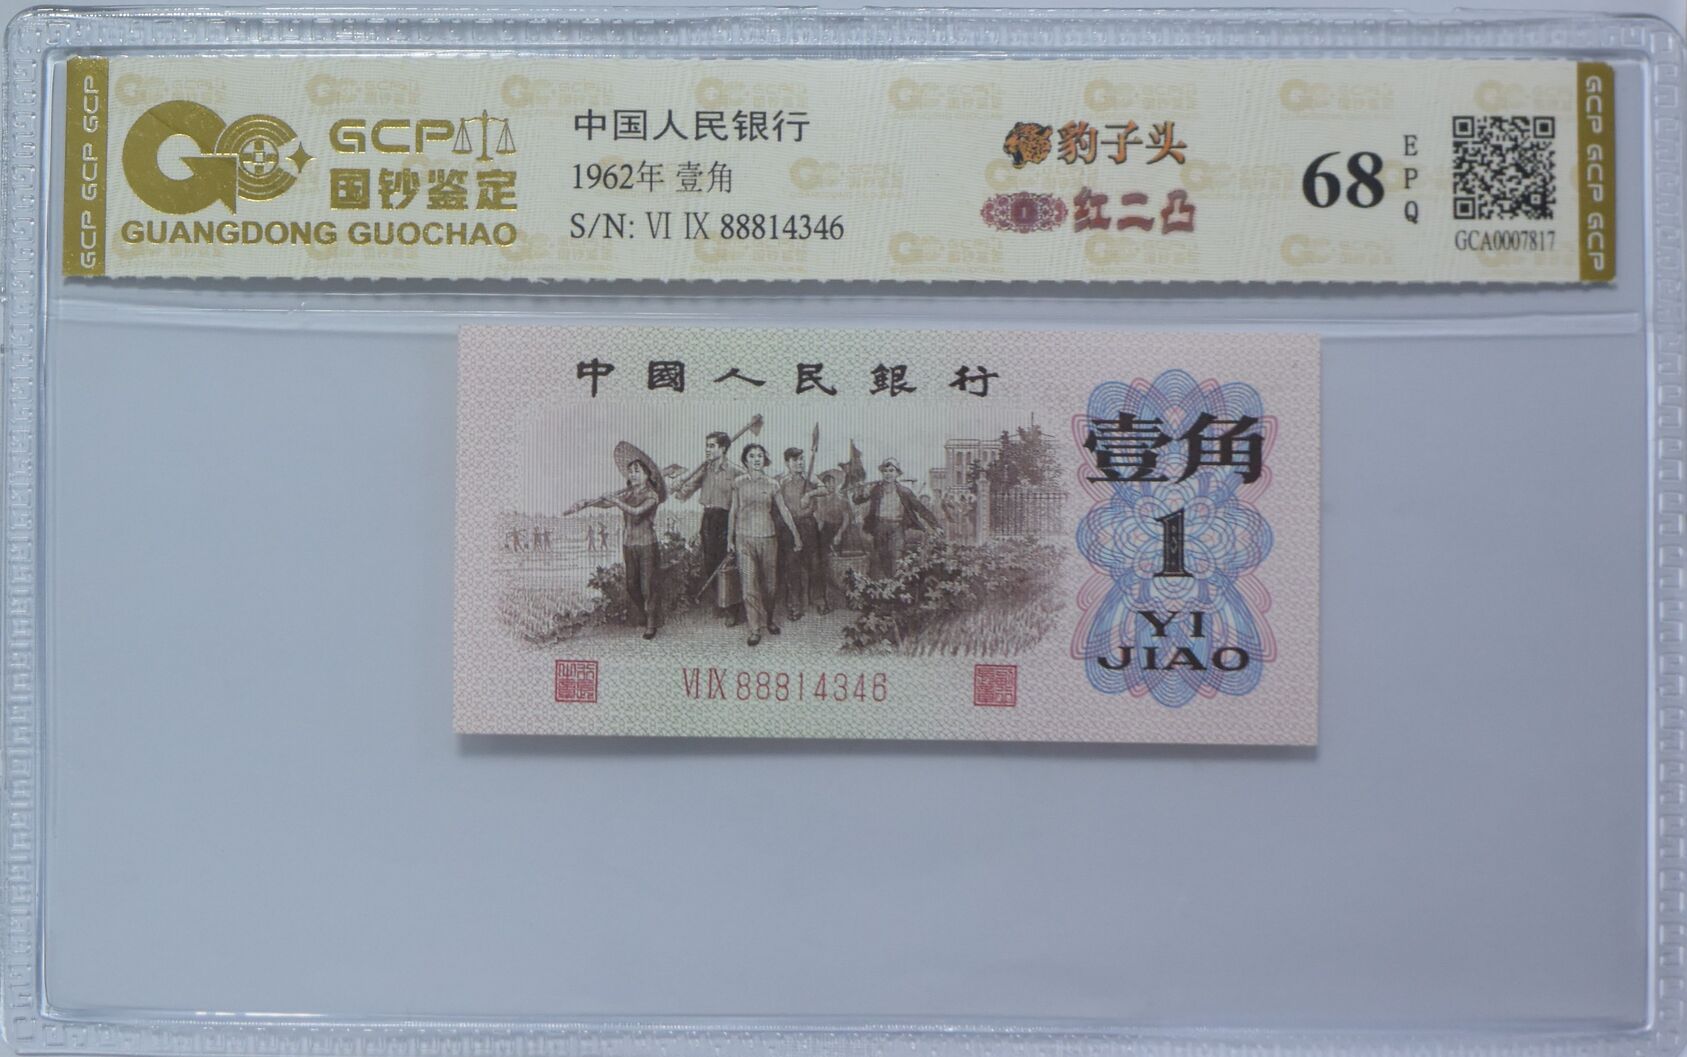 GCP GCP GCP
GCP
国钞鉴定
GUANGDONG GUOCHAO
中国人民银行
1962年 壹角
S/N: VI IX 88814346
豹子头
1 红二凸
68
EPQ
GCA0007817
GCP GCP GCP
中國人民銀行
壹角
1
YI
JIAO
VI IX 88814346